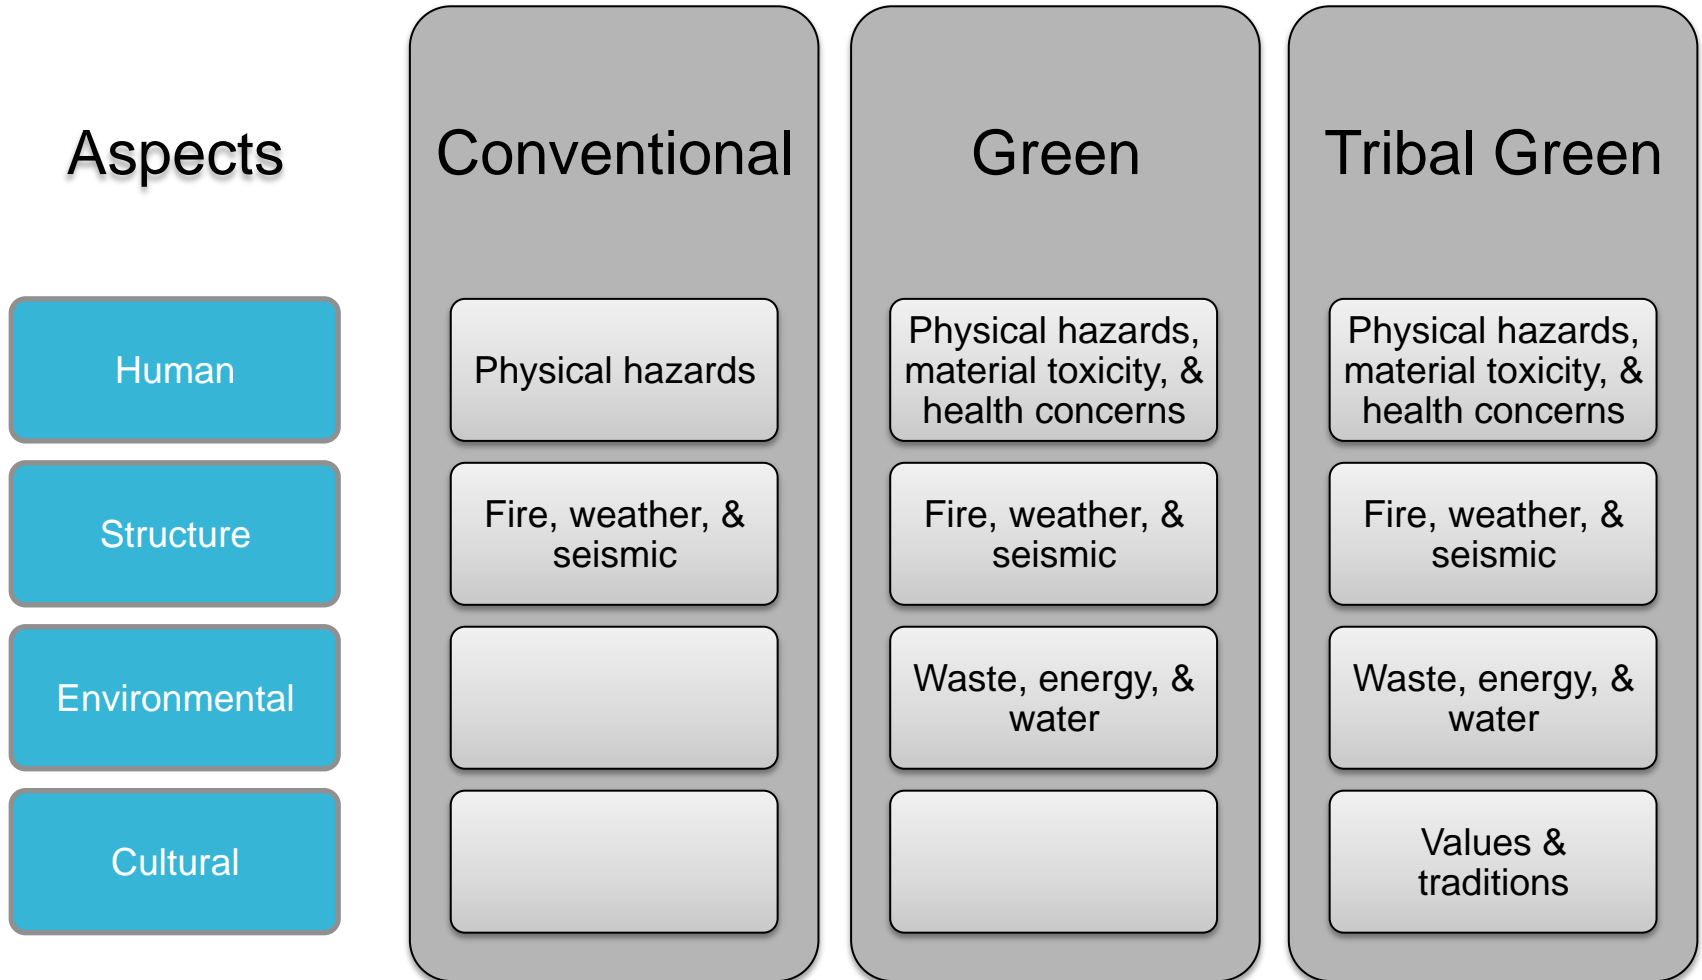 Aspects
Conventional
Green
Tribal Green
Human
Physical hazards
Physical hazards,
material toxicity, &
health concerns
Physical hazards,
material toxicity, &
health concerns
Structure
Fire, weather, &
seismic
Fire, weather, &
seismic
Fire, weather, &
seismic
Environmental
Waste, energy, &
water
Waste, energy, &
water
Cultural
Values &
traditions